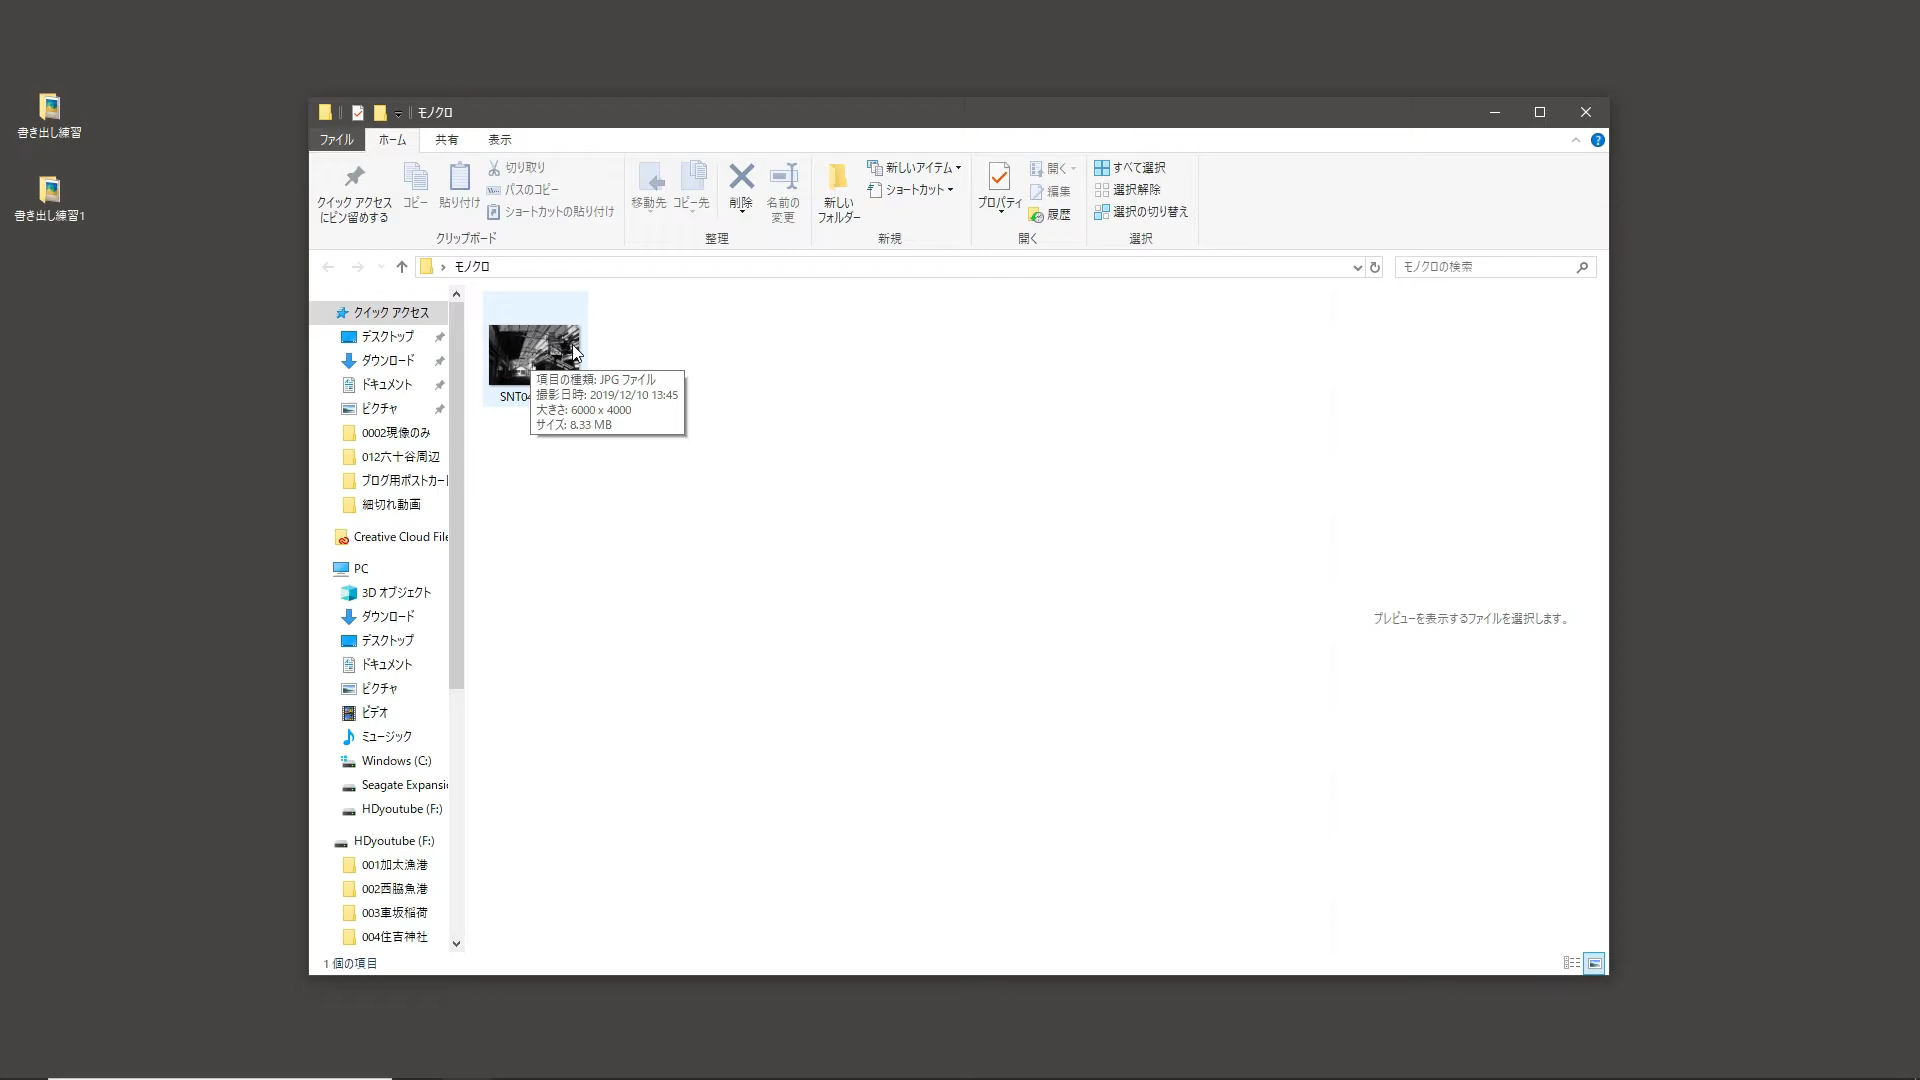 書き出し練習
書き出し練習1
モノクロ
ファイル
ホーム
共有
表示
クイック アクセス
にピン留めする
コピー
貼り付け
切り取り
パスのコピー
ショートカットの貼り付け
クリップボード
移動先
コピー先
削除
名前の
変更
整理
新しい
フォルダー
新しいアイテム
ショートカット
新規
プロパティ
開く
編集
履歴
開く
すべて選択
選択解除
選択の切り替え
選択
モノクロ
モノクロの検索
クイック アクセス
デスクトップ
ダウンロード
ドキュメント
ピクチャ
0002現像のみ
012六十谷周辺
ブログ用ポストカー
細切れ動画
Creative Cloud File
PC
3D オブジェクト
ダウンロード
デスクトップ
ドキュメント
ピクチャ
ビデオ
ミュージック
Windows (C:)
Seagate Expansi
HDyoutube (F:)
HDyoutube (F:)
001加太漁港
002西脇魚港
003車坂稲荷
004住吉神社
SNT04
項目の種類: JPG ファイル
撮影日時: 2019/12/10 13:45
大きさ: 6000 x 4000
サイズ: 8.33 MB
プレビューを表示するファイルを選択します。
1 個の項目